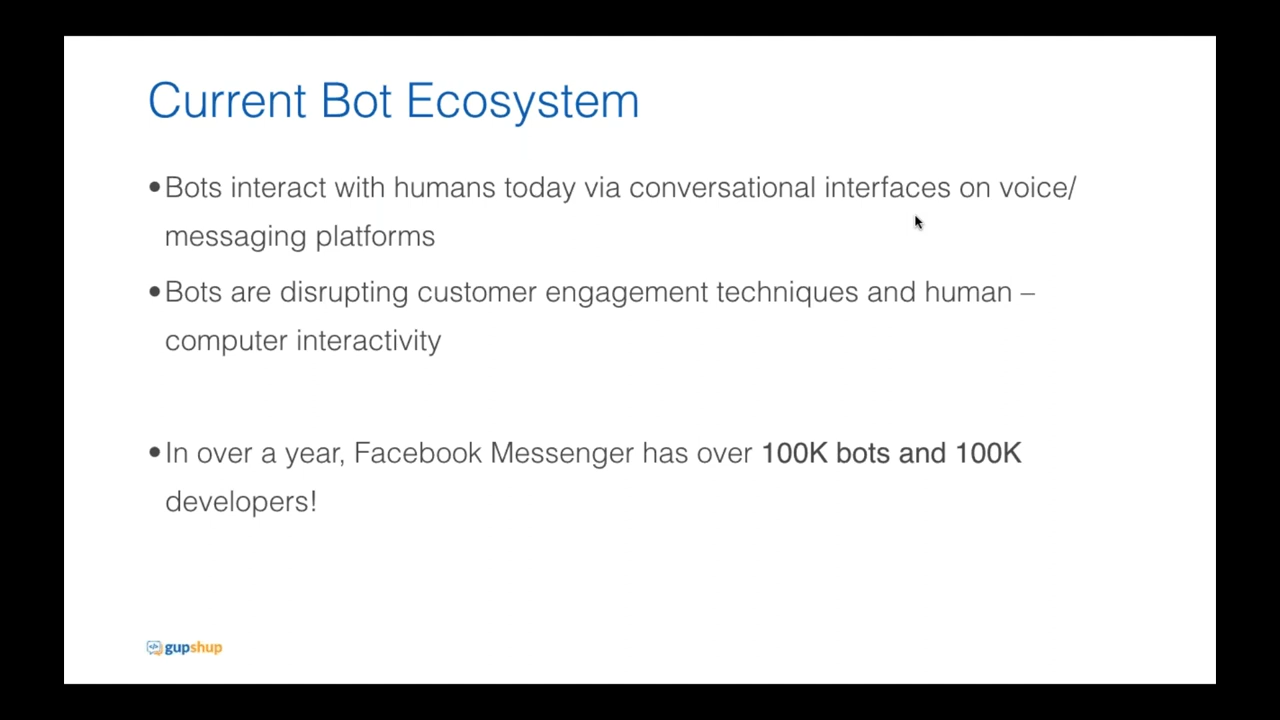 Current Bot Ecosystem
•Bots interact with humans today via conversational interfaces on voice/
messaging platforms
•Bots are disrupting customer engagement techniques and human –
computer interactivity
•In over a year, Facebook Messenger has over 100K bots and 100K
developers!
gupshup